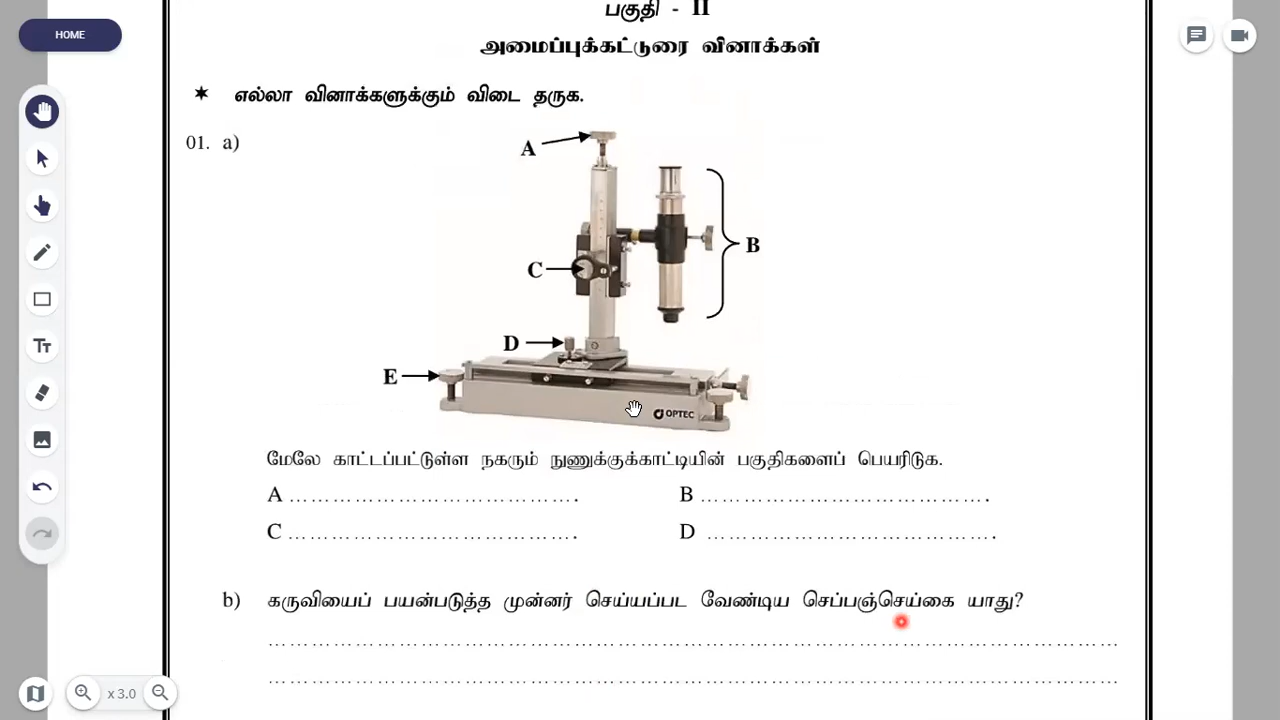 HOME
பகுதி - II
அமைப்புக்கட்டுரை வினாக்கள்
★ எல்லா வினாக்களுக்கும் விடை தருக.
01. a)
A
B
C
D
E
OPTEC
மேலே காட்டப்பட்டுள்ள நகரும் நுணுக்குக்காட்டியின் பகுதிகளைப் பெயரிடுக.
A ………………………………. B ……………………………….
C ………………………………. D ……………………………….
b) கருவியைப் பயன்படுத்த முன்னர் செய்யப்பட வேண்டிய செப்பஞ்செய்கை யாது?
Tт
x 3.0